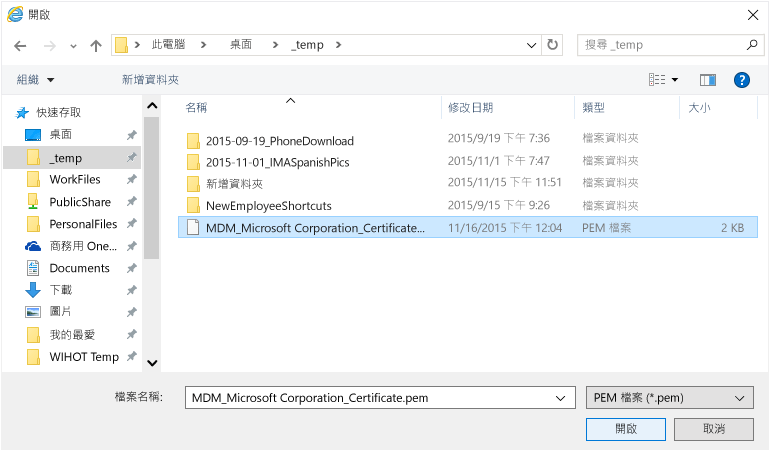 開啟
此電腦 > 桌面 > _temp >
搜尋 _temp
組織 新增資料夾
快速存取
桌面
_temp
WorkFiles
PublicShare
PersonalFiles
商務用 One...
Documents
下載
圖片
我的最愛
WIHOT Temp
名稱 修改日期 類型 大小
2015-09-19_PhoneDownload 2015/9/19 下午 7:36 檔案資料夾
2015-11-01_IMASpanishPics 2015/11/1 下午 7:47 檔案資料夾
新增資料夾 2015/11/15 下午 11:51 檔案資料夾
NewEmployeeShortcuts 2015/9/15 下午 9:26 檔案資料夾
MDM_Microsoft Corporation_Certificate... 11/16/2015 下午 12:04 PEM 檔案 2 KB
檔案名稱: MDM_Microsoft Corporation_Certificate.pem PEM 檔案 (*.pem)
開啟 取消